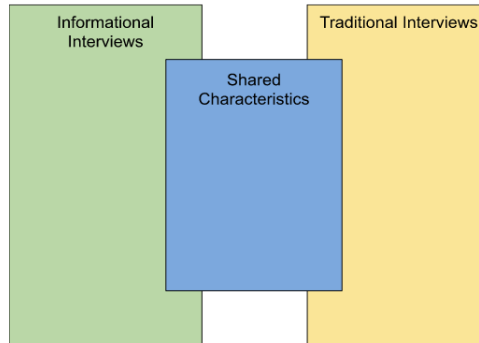 Informational
Interviews
Traditional Interviews
Shared
Characteristics